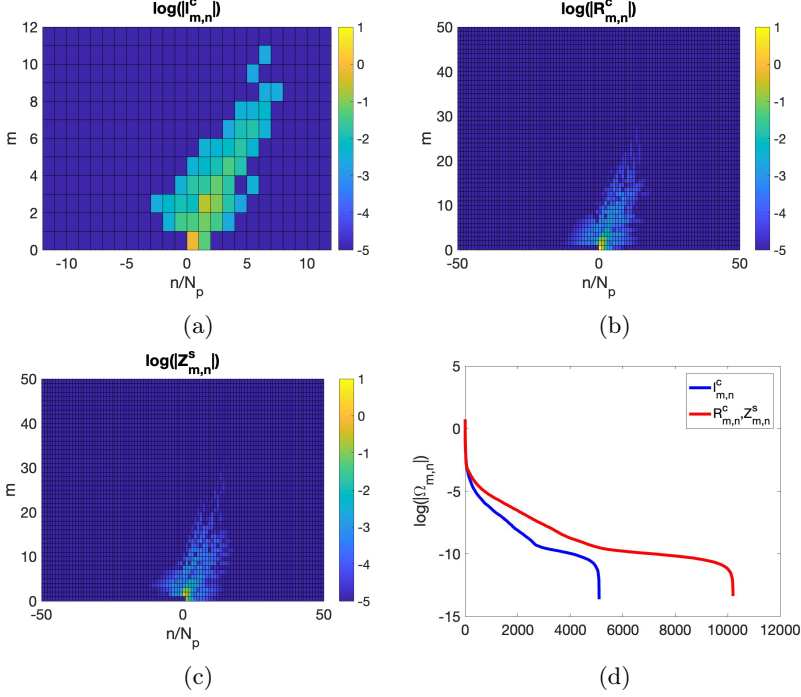 log(|I^c_{m,n}|)
12
10
8
6
4
2
0
m
-10 -5 0 5 10
n/N_p
1
0
-1
-2
-3
-4
-5
(a)
log(|R^c_{m,n}|)
50
40
30
20
10
0
m
-50 0 50
n/N_p
1
0
-1
-2
-3
-4
-5
(b)
log(|Z^s_{m,n}|)
50
40
30
20
10
0
m
-50 0 50
n/N_p
1
0
-1
-2
-3
-4
-5
(c)
5
0
-5
-10
-15
log(|Ω_{m,n}|)
I^c_{m,n}
R^c_{m,n},Z^s_{m,n}
0 2000 4000 6000 8000 10000 12000
(d)